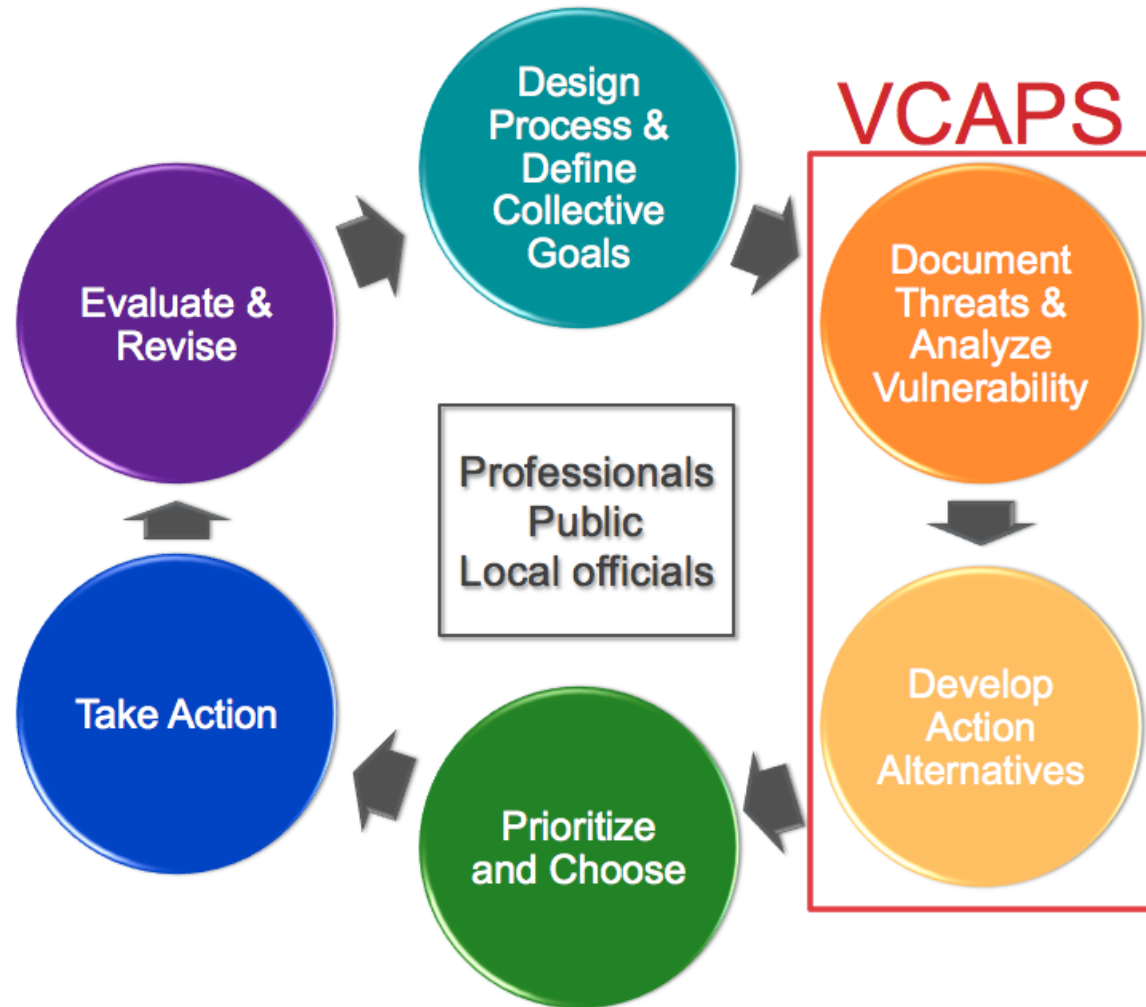 VCAPS
Design
Process &
Define
Collective
Goals
Document
Threats &
Analyze
Vulnerability
Develop
Action
Alternatives
Prioritize
and Choose
Take Action
Evaluate &
Revise
Professionals
Public
Local officials